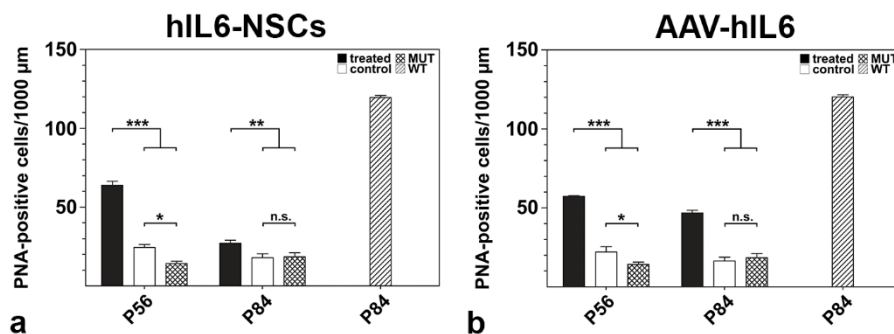 hIL6-NSCs
PNA-positive cells/1000 µm
150
100
50
treated MUT
control WT
***
**
*
n.s.
P56
P84
P84
a
AAV-hIL6
PNA-positive cells/1000 µm
150
100
50
treated MUT
control WT
***
***
*
n.s.
P56
P84
P84
b